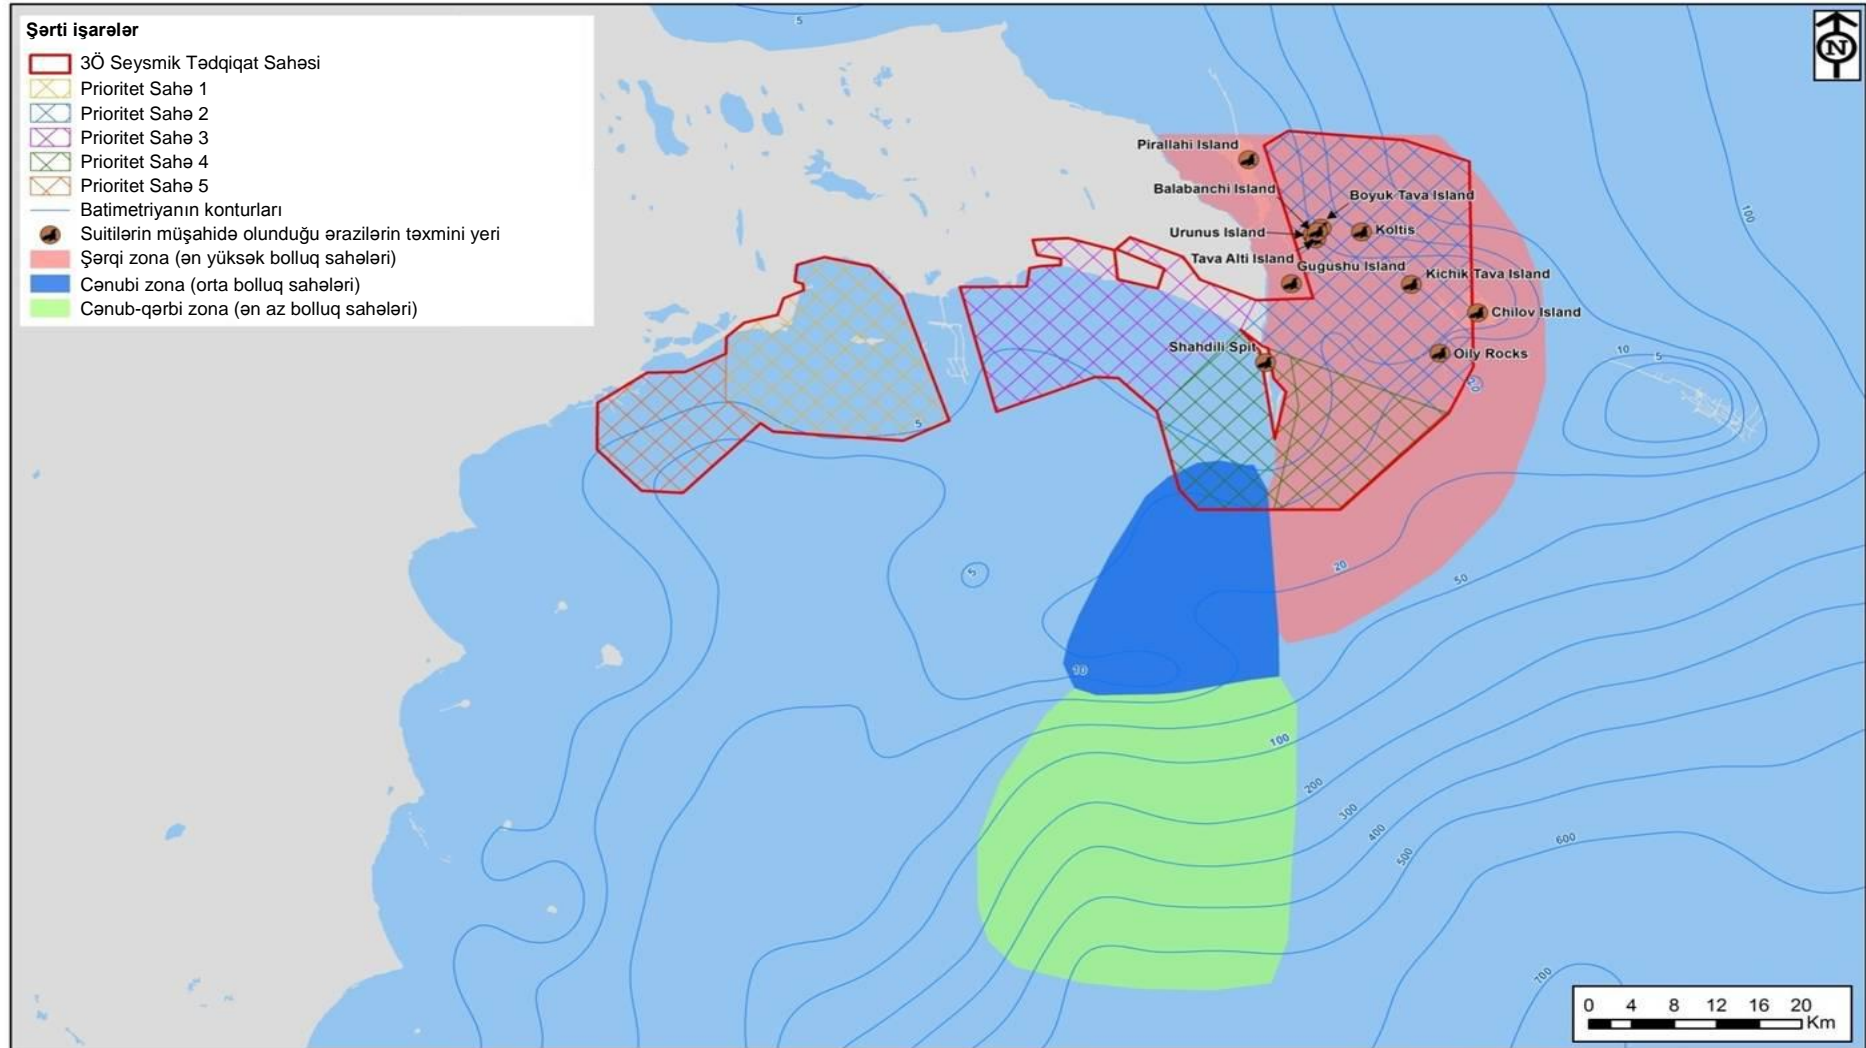 Şərti işarələr
3Ö Seysmik Tədqiqat Sahəsi
Prioritet Sahə 1
Prioritet Sahə 2
Prioritet Sahə 3
Prioritet Sahə 4
Prioritet Sahə 5
Batimetriyanın konturları
Suitilərin müşahidə olunduğu ərazilərin təxmini yeri
Şərqi zona (ən yüksək bolluq sahələri)
Cənubi zona (orta bolluq sahələri)
Cənub-qərbi zona (ən az bolluq sahələri)
5
N
Pirallahi Island
Balabanchi Island
Boyuk Tava Island
100
Urunus Island
Koltis
Tava Alti Island
Gugushu Island
Kichik Tava Island
Chilov Island
Shahdili Spit
Oily Rocks
10
5
20
5
5
20
50
10
100
200
300
400
500
600
700
0 4 8 12 16 20
Km